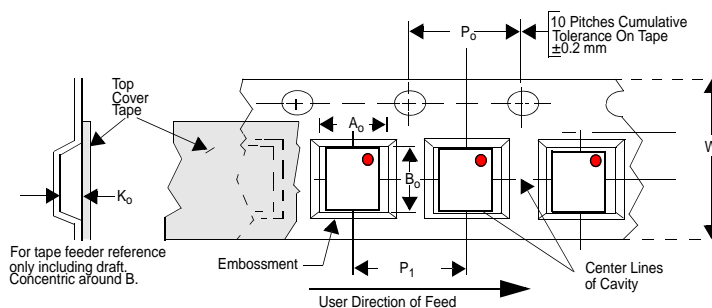 10 Pitches Cumulative
Tolerance On Tape
±0.2 mm
Po
Top
Cover
Tape
Ao
W
Bo
Ko
For tape feeder reference
only including draft.
Concentric around B.
Embossment
P1
Center Lines
of Cavity
User Direction of Feed